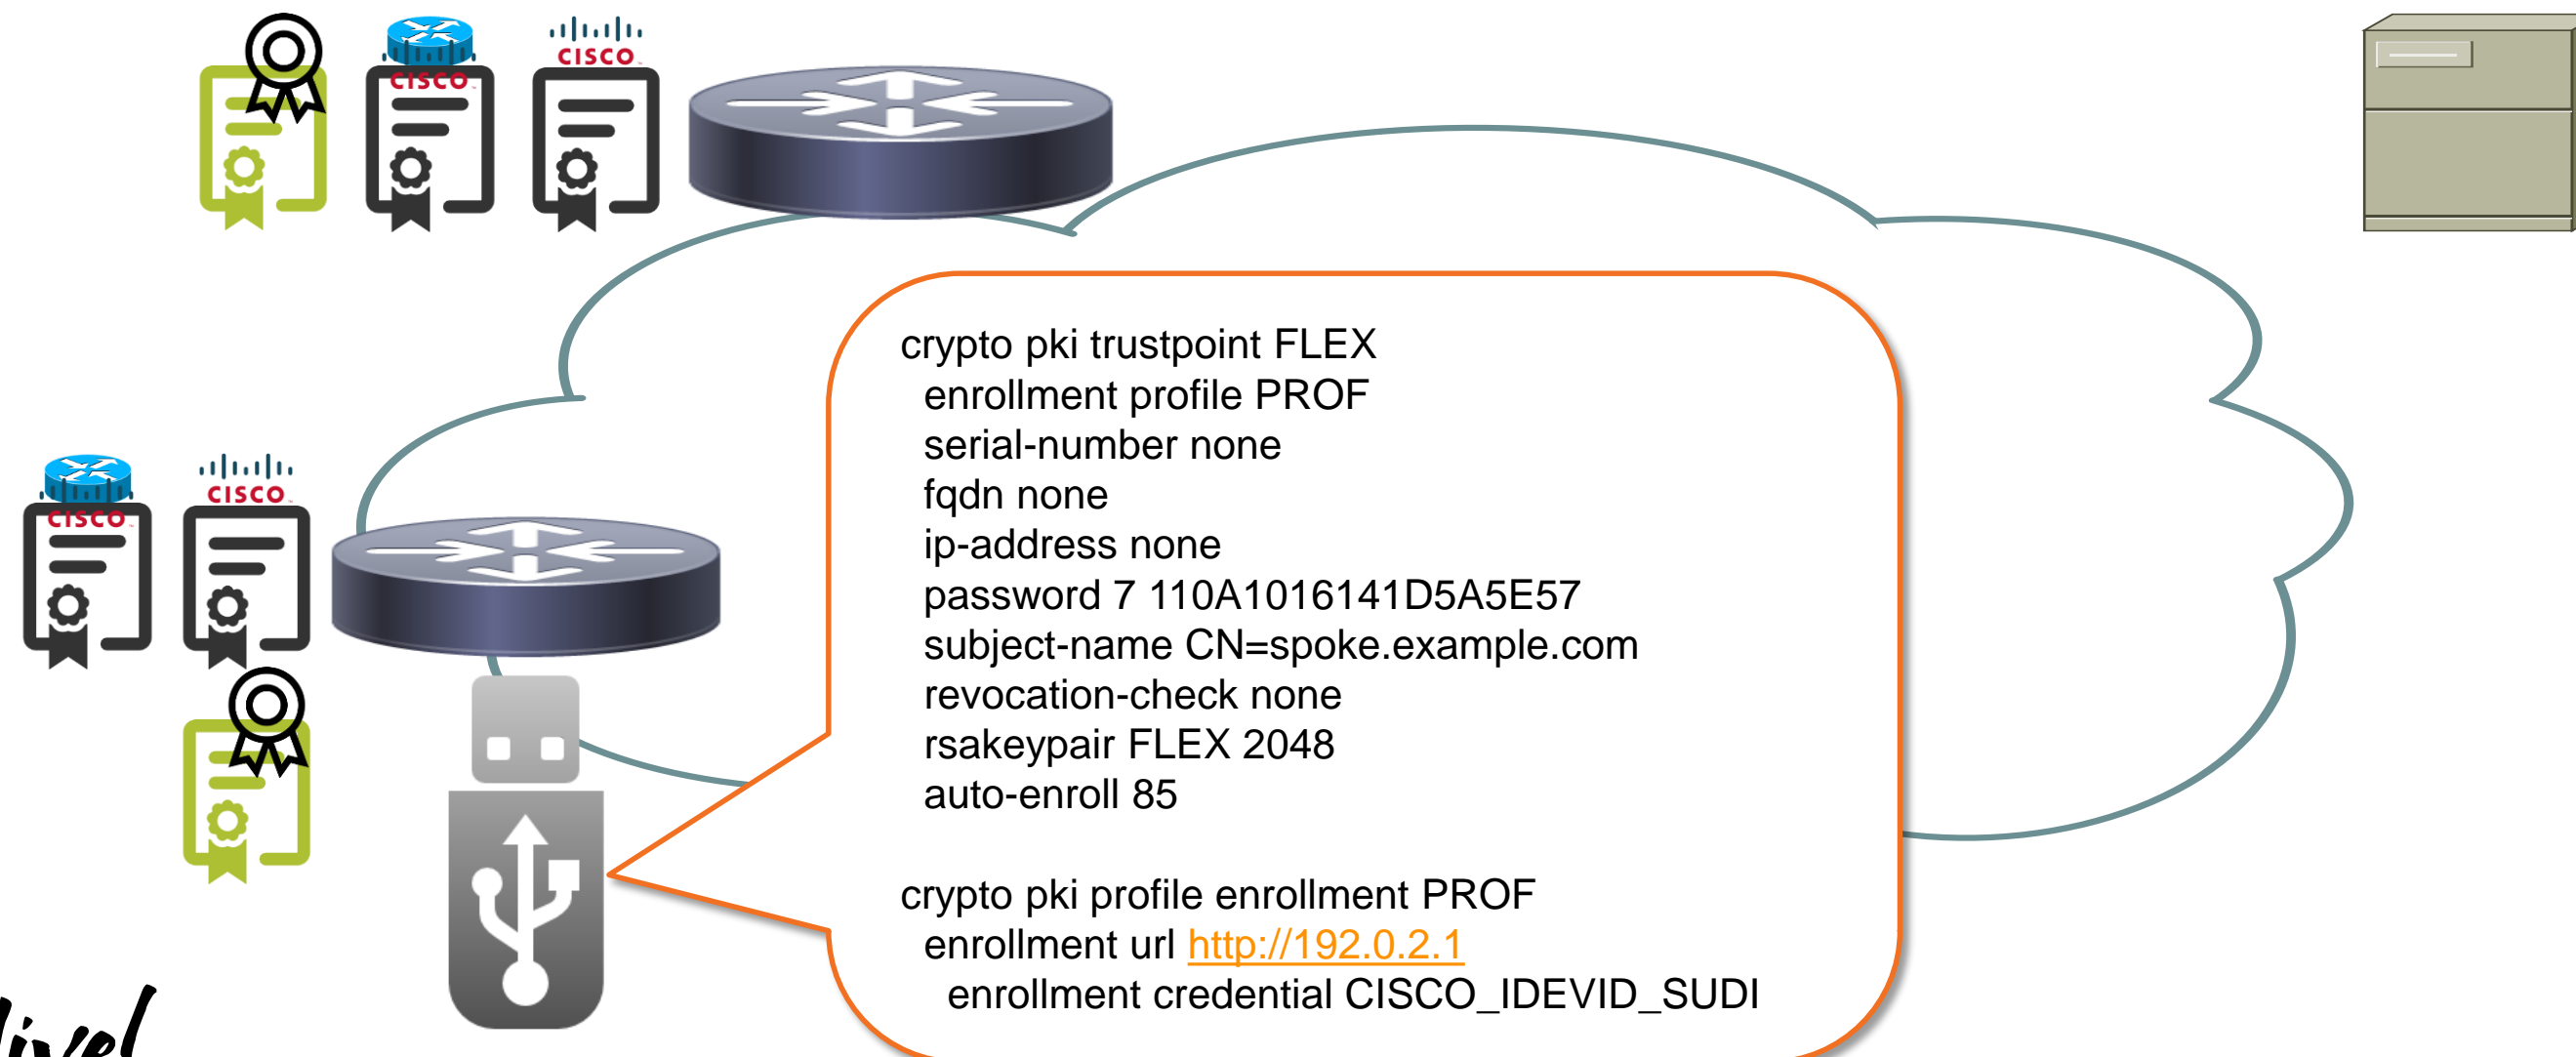 CISCO
CISCO
crypto pki trustpoint FLEX
enrollment profile PROF
serial-number none
fqdn none
ip-address none
password 7 110A1016141D5A5E57
subject-name CN=spoke.example.com
revocation-check none
rsakeypair FLEX 2048
auto-enroll 85
CISCO
CISCO
crypto pki profile enrollment PROF
enrollment url http://192.0.2.1
enrollment credential CISCO_IDEVID_SUDI